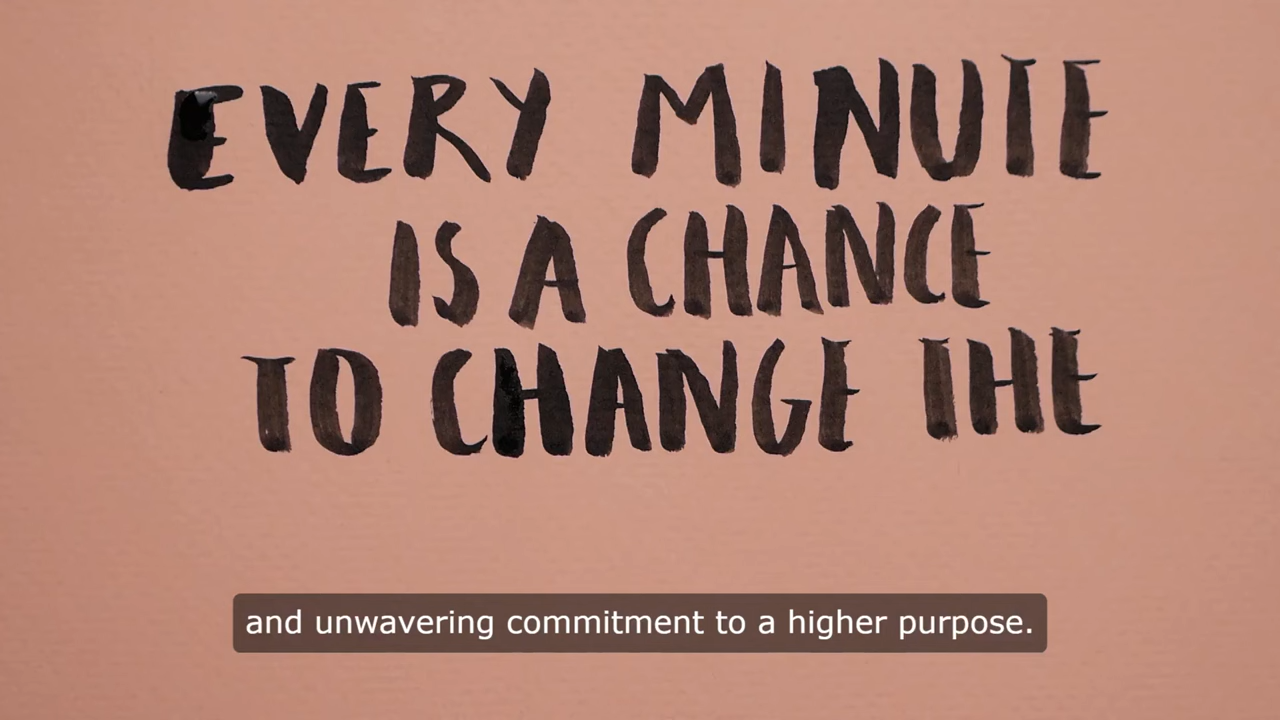 EVERY MINUTE
IS A CHANCE
TO CHANGE THE
and unwavering commitment to a higher purpose.